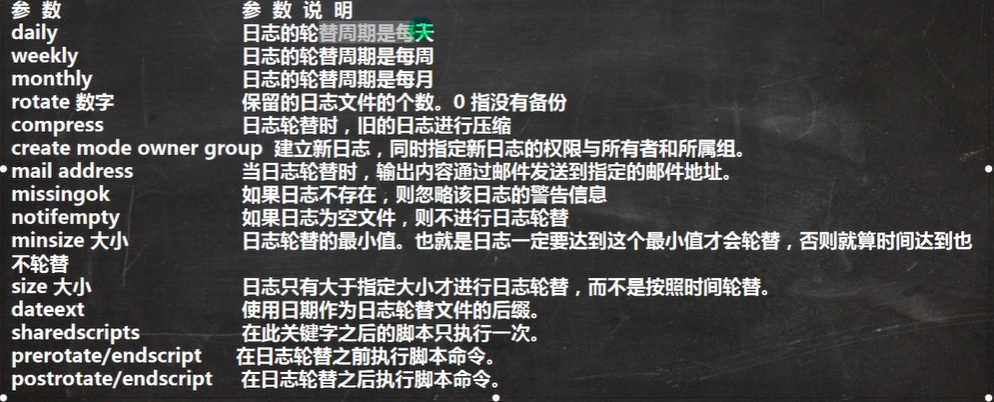 参 数 参 数 说 明
daily 日志的轮替周期是每天
weekly 日志的轮替周期是每周
monthly 日志的轮替周期是每月
rotate 数字 保留的日志文件的个数。0 指没有备份
compress 日志轮替时，旧的日志进行压缩
create mode owner group 建立新日志，同时指定新日志的权限与所有者和所属组。
mail address 当日志轮替时，输出内容通过邮件发送到指定的邮件地址。
missingok 如果日志不存在，则忽略该日志的警告信息
notifempty 如果日志为空文件，则不进行日志轮替
minsize 大小 日志轮替的最小值。也就是日志一定要达到这个最小值才会轮替，否则就算时间达到也
不轮替
size 大小 日志只有大于指定大小才进行日志轮替，而不是按照时间轮替。
dateext 使用日期作为日志轮替文件的后缀。
sharedscripts 在此关键字之后的脚本只执行一次。
prerotate/endscript 在日志轮替之前执行脚本命令。
postrotate/endscript 在日志轮替之后执行脚本命令。